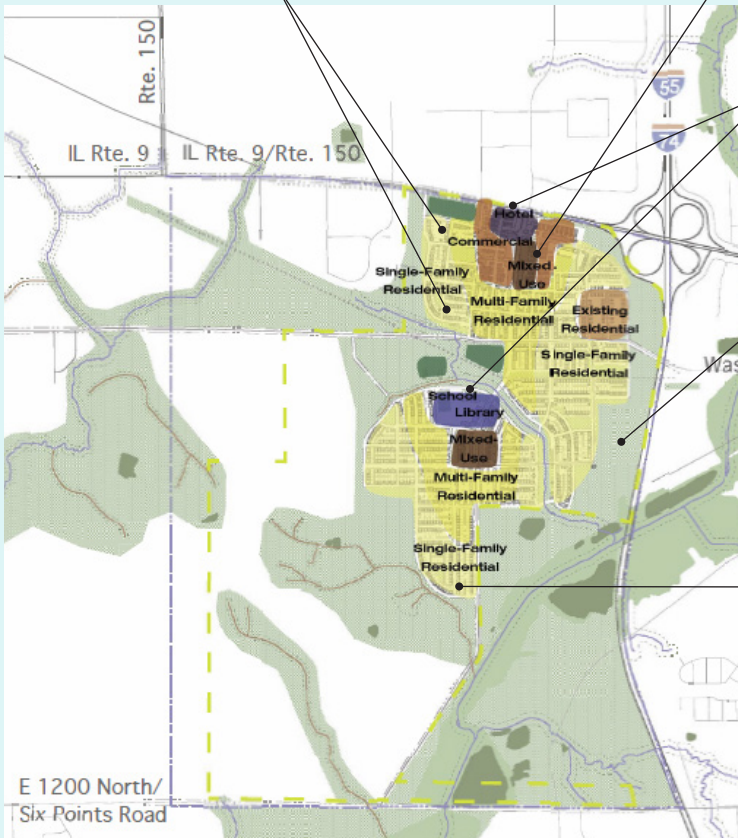 Rte. 150
55
74
IL Rte. 9
IL Rte. 9/Rte. 150
Hotel
Commercial
Mixed-
Use
Single-Family
Residential
Multi-Family
Residential
Existing
Residential
Single-Family
Residential
Was
School
Library
Mixed-
Use
Multi-Family
Residential
Single-Family
Residential
E 1200 North/
Six Points Road